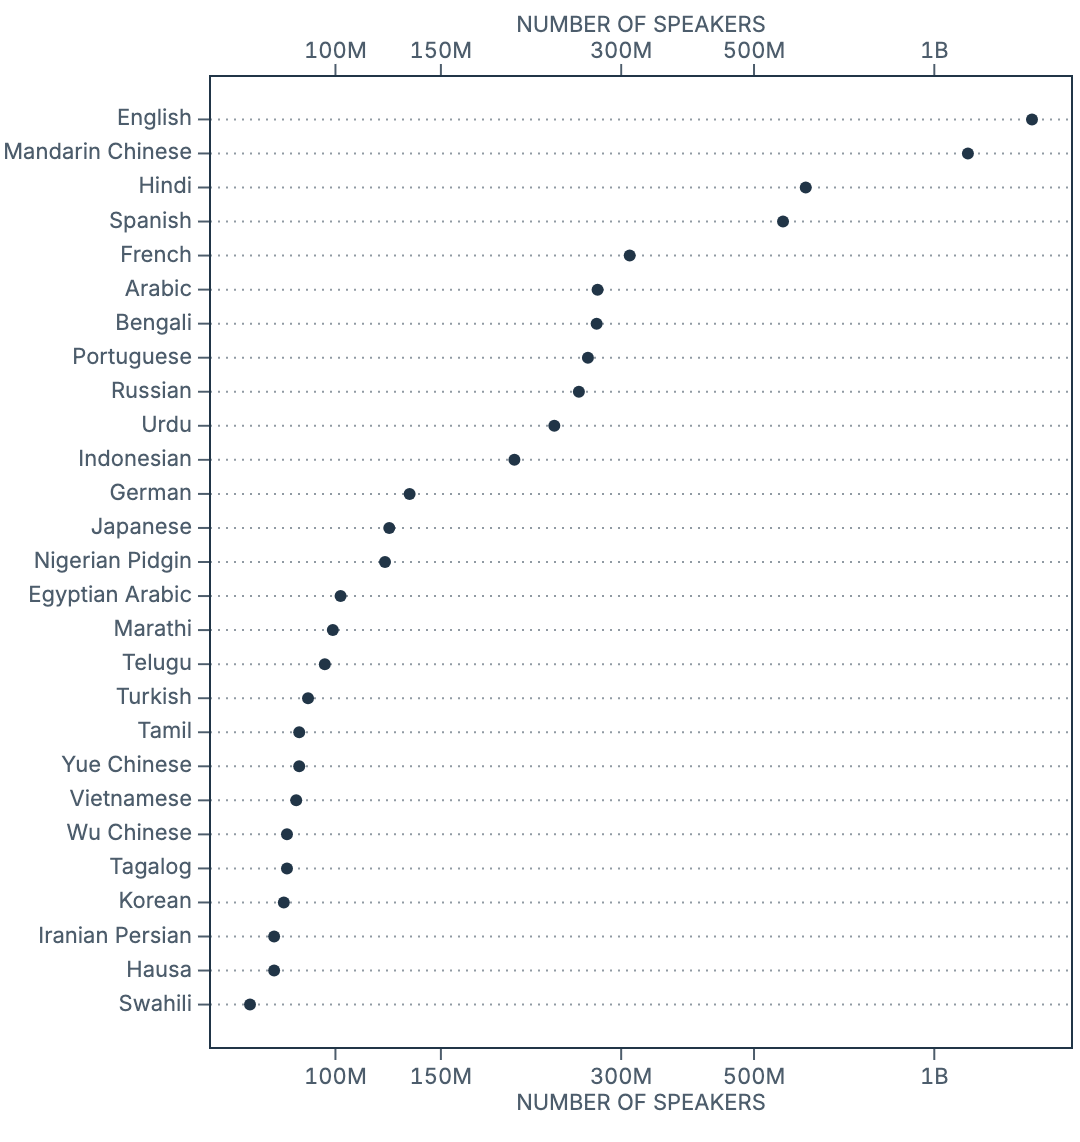 NUMBER OF SPEAKERS
100M 150M 300M 500M 1B
English
Mandarin Chinese
Hindi
Spanish
French
Arabic
Bengali
Portuguese
Russian
Urdu
Indonesian
German
Japanese
Nigerian Pidgin
Egyptian Arabic
Marathi
Telugu
Turkish
Tamil
Yue Chinese
Vietnamese
Wu Chinese
Tagalog
Korean
Iranian Persian
Hausa
Swahili
100M 150M 300M 500M 1B
NUMBER OF SPEAKERS